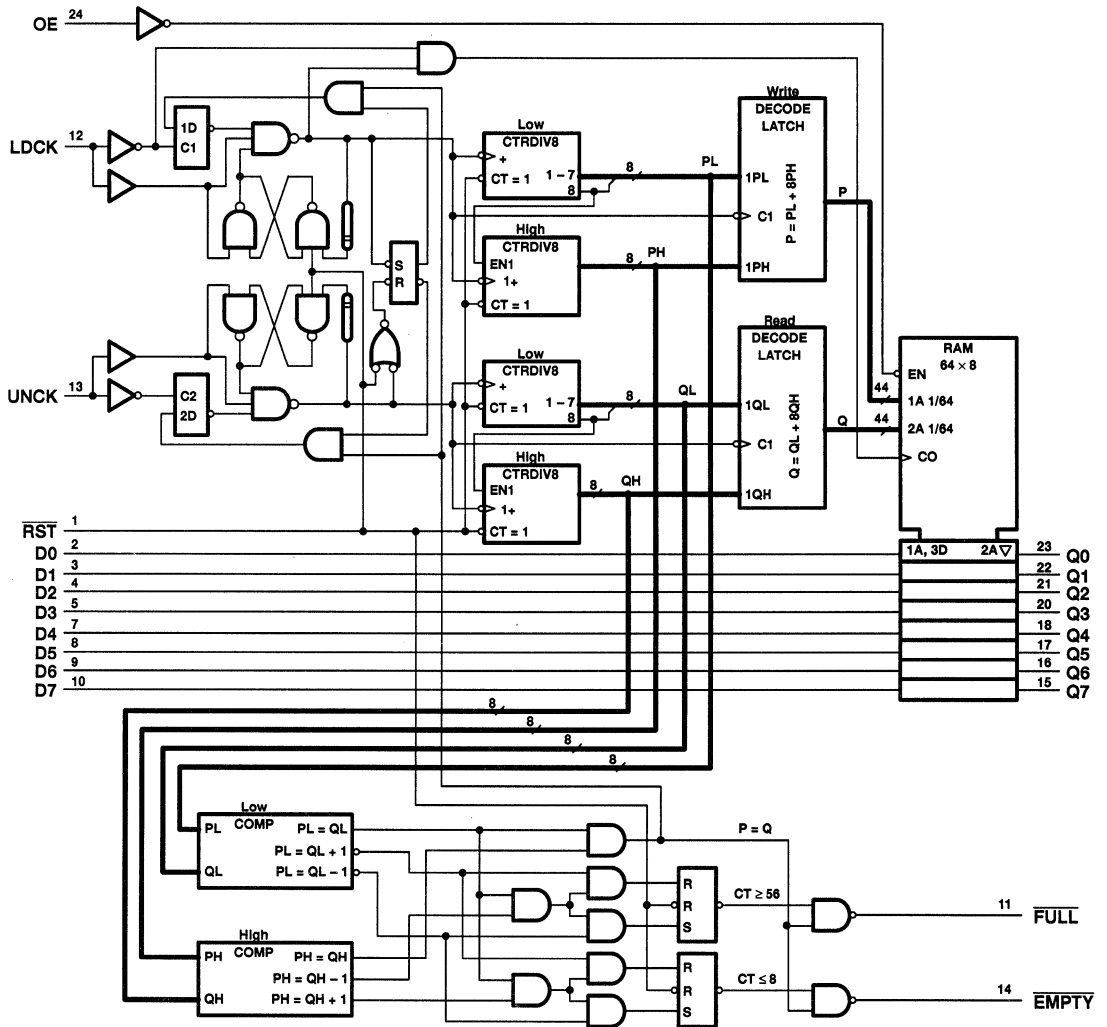 OE 24
LDCK 12
1D
C1
UNCK 13
C2
2D
S
R
Low
CTRDIV8
+
CT = 1
1 – 7
8
8
PL
High
CTRDIV8
EN1
1+
CT = 1
8
PH
Low
CTRDIV8
+
CT = 1
1 – 7
8
8
QL
High
CTRDIV8
EN1
1+
CT = 1
8
QH
Write
DECODE
LATCH
1PL
C1
1PH
P = PL + 8PH
P
Read
DECODE
LATCH
1QL
C1
1QH
Q = QL + 8QH
Q
RAM
64 × 8
EN
44
1A 1/64
44
2A 1/64
CO
1A, 3D 2A ▽
R̅S̅T̅ 1
D0 2
D1 3
D2 4
D3 5
D4 7
D5 8
D6 9
D7 10
23 Q0
22 Q1
21 Q2
20 Q3
18 Q4
17 Q5
16 Q6
15 Q7
8
8
8
8
Low
COMP
PL
QL
PL = QL
PL = QL + 1
PL = QL – 1
High
COMP
PH
QH
PH = QH
PH = QH – 1
PH = QH + 1
P = Q
R
R
S
CT ≥ 56
11 F̅U̅L̅L̅
R
R
S
CT ≤ 8
14 E̅M̅P̅T̅Y̅